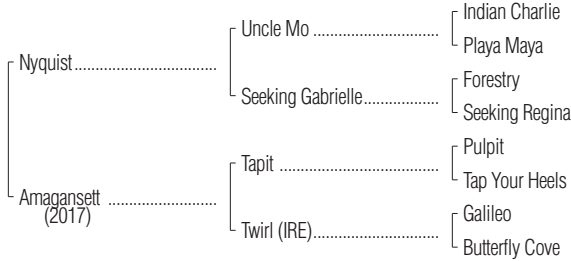 Indian Charlie
Uncle Mo ................................
Playa Maya
Nyquist....................................
Forestry
Seeking Gabrielle...................
Seeking Regina
Pulpit
Tapit ........................................
Tap Your Heels
Amagansett ...........................
(2017)
Galileo
Twirl (IRE)................................
Butterfly Cove